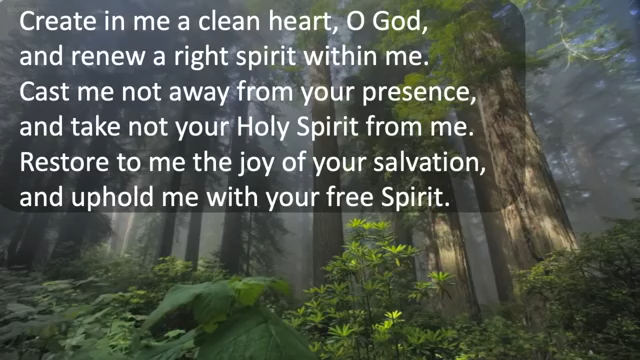 Create in me a clean heart, O God,
and renew a right spirit within me.
Cast me not away from your presence,
and take not your Holy Spirit from me.
Restore to me the joy of your salvation,
and uphold me with your free Spirit.